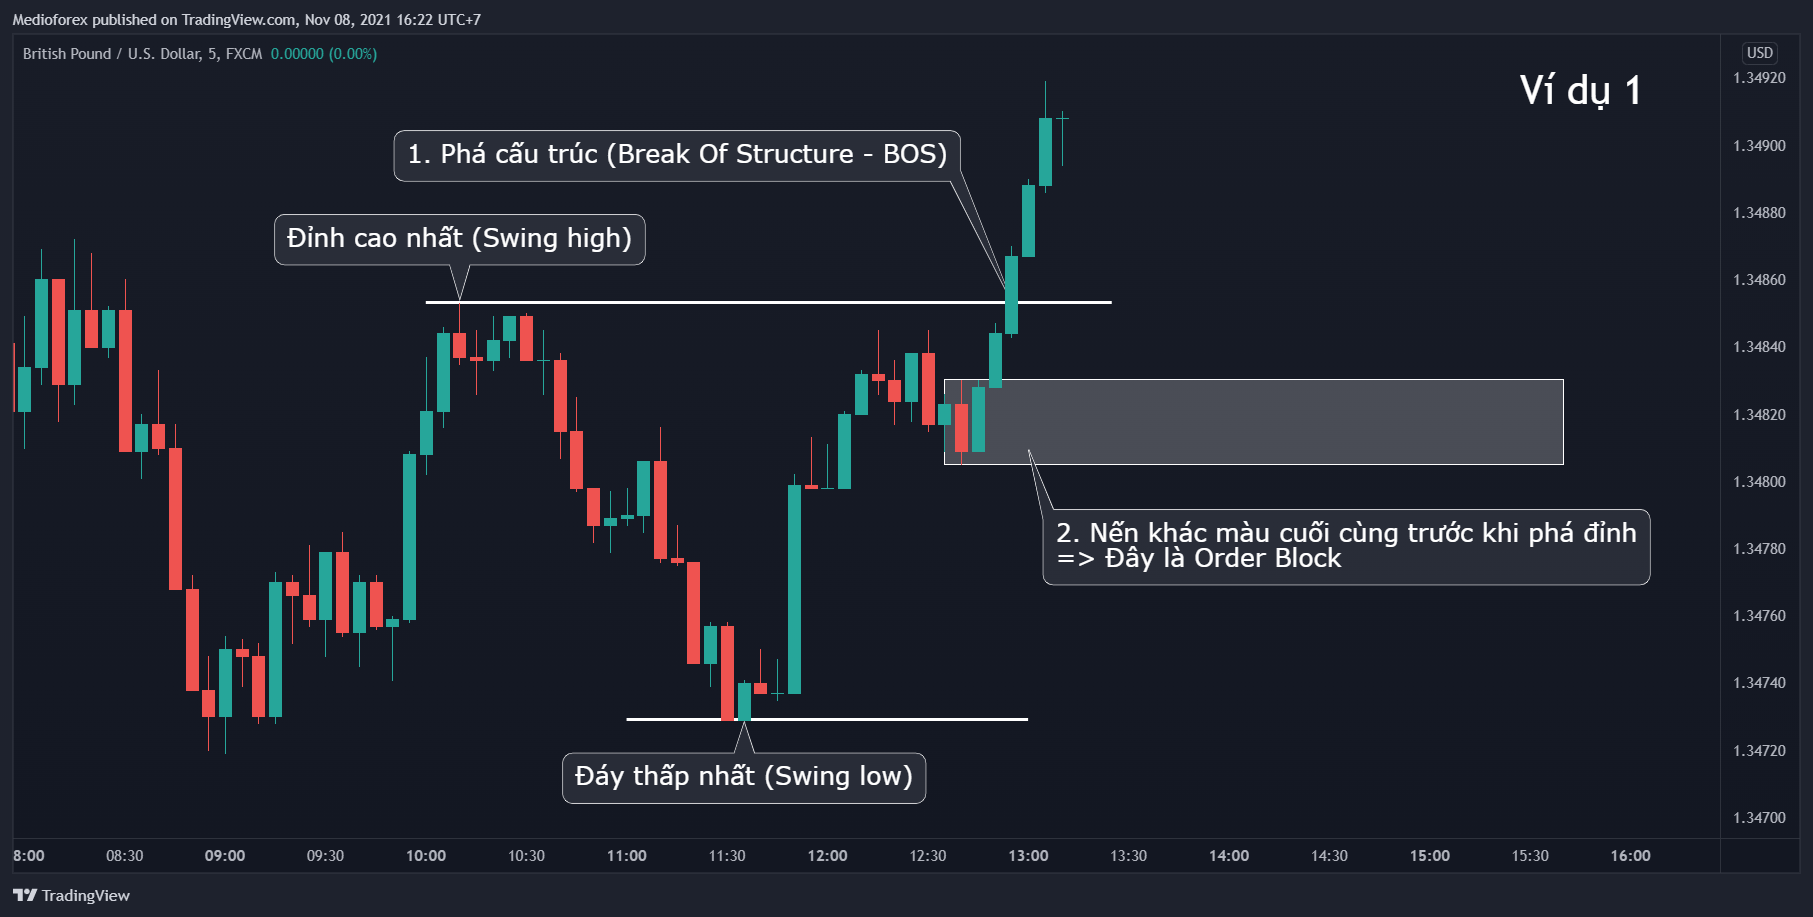 Medioforex published on TradingView.com, Nov 08, 2021 16:22 UTC+7
British Pound / U.S. Dollar, 5, FXCM 0.00000 (0.00%)
USD
Ví dụ 1
1. Phá cấu trúc (Break Of Structure - BOS)
Đỉnh cao nhất (Swing high)
2. Nến khác màu cuối cùng trước khi phá đỉnh
=> Đây là Order Block
Đáy thấp nhất (Swing low)
1.34920
1.34900
1.34880
1.34860
1.34840
1.34820
1.34800
1.34780
1.34760
1.34740
1.34720
1.34700
8:00 08:30 09:00 09:30 10:00 10:30 11:00 11:30 12:00 12:30 13:00 13:30 14:00 14:30 15:00 15:30 16:00
TradingView